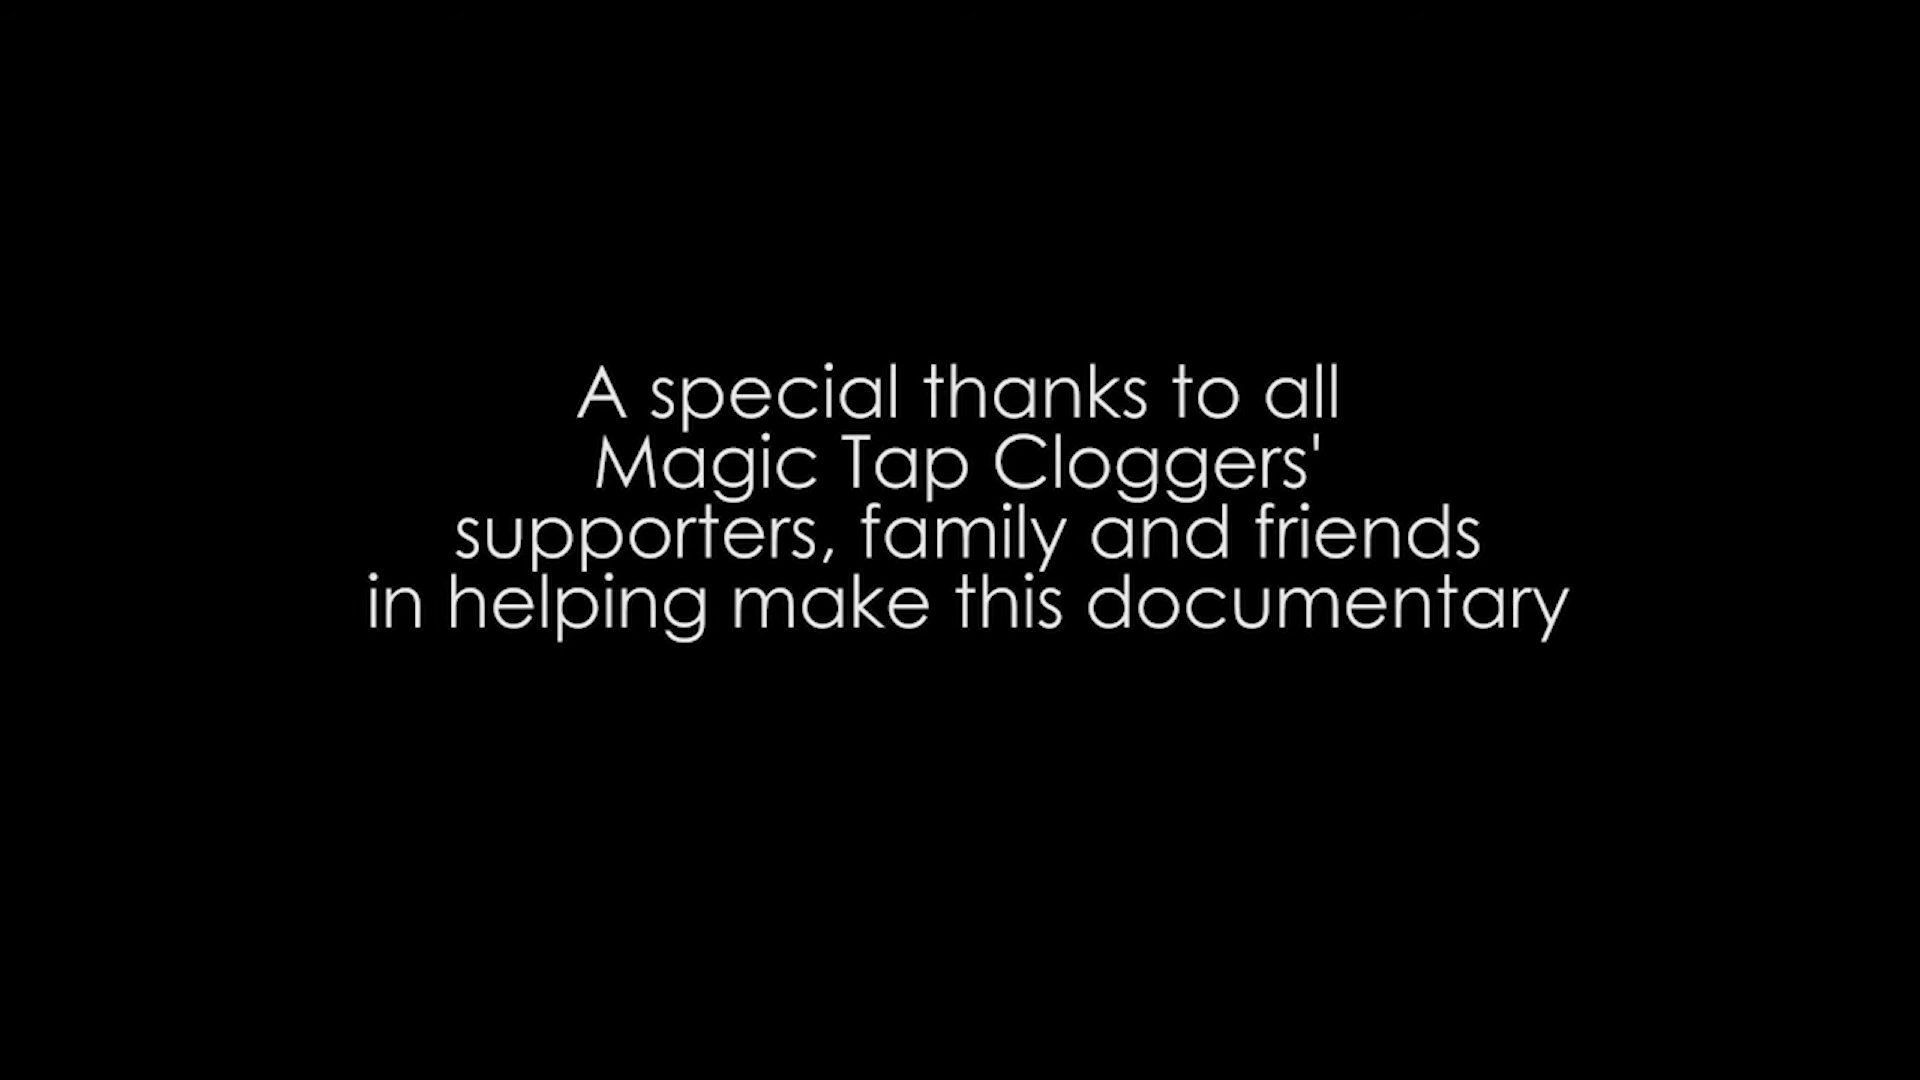 A special thanks to all
Magic Tap Cloggers'
supporters, family and friends
in helping make this documentary